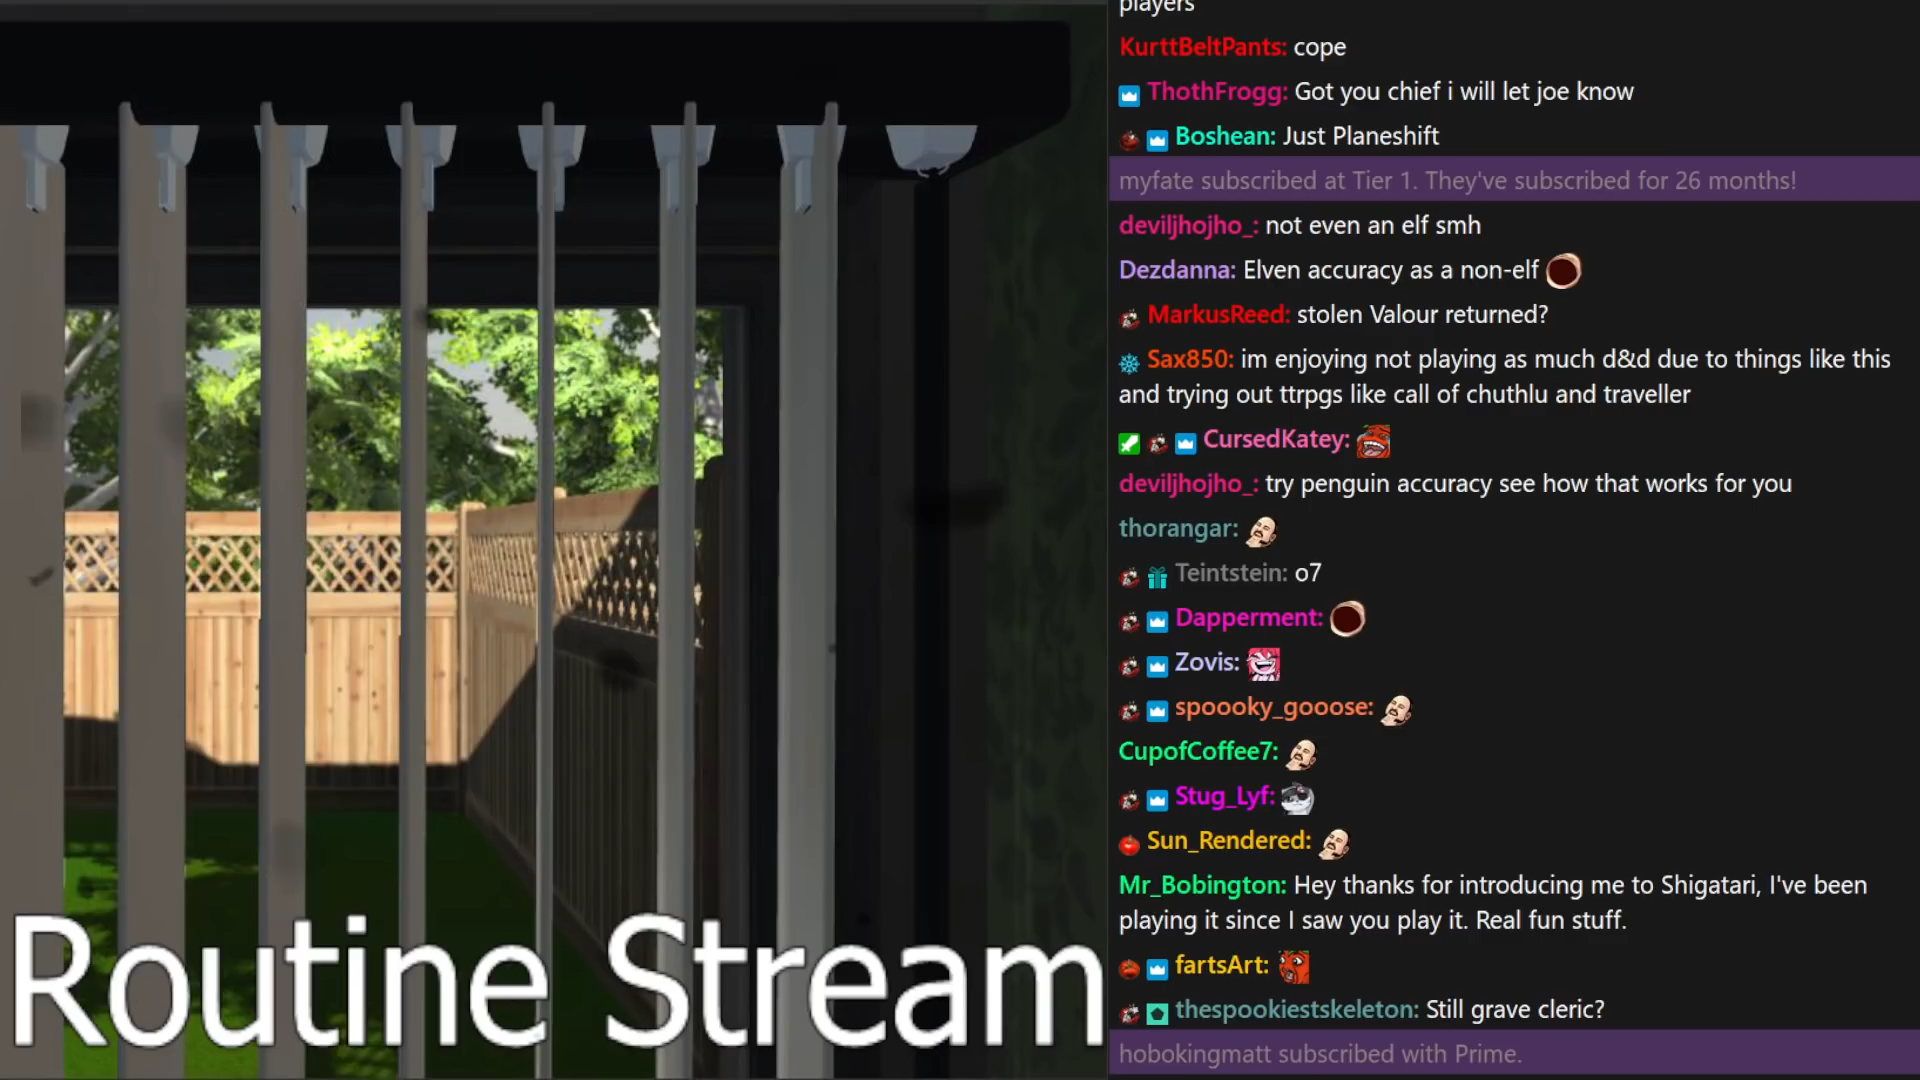 players
KurttBeltPants: cope
ThothFrogg: Got you chief i will let joe know
Boshean: Just Planeshift
myfate subscribed at Tier 1. They've subscribed for 26 months!
deviljhojho_: not even an elf smh
Dezdanna: Elven accuracy as a non-elf
MarkusReed: stolen Valour returned?
Sax850: im enjoying not playing as much d&d due to things like this
and trying out ttrpgs like call of chuthlu and traveller
CursedKatey:
deviljhojho_: try penguin accuracy see how that works for you
thorangar:
Teintstein: o7
Dapperment:
Zovis:
spoooky_gooose:
CupofCoffee7:
Stug_Lyf:
Sun_Rendered:
Mr_Bobington: Hey thanks for introducing me to Shigatari, I've been
playing it since I saw you play it. Real fun stuff.
fartsArt:
thespookiestskeleton: Still grave cleric?
hobokingmatt subscribed with Prime.
Routine Stream